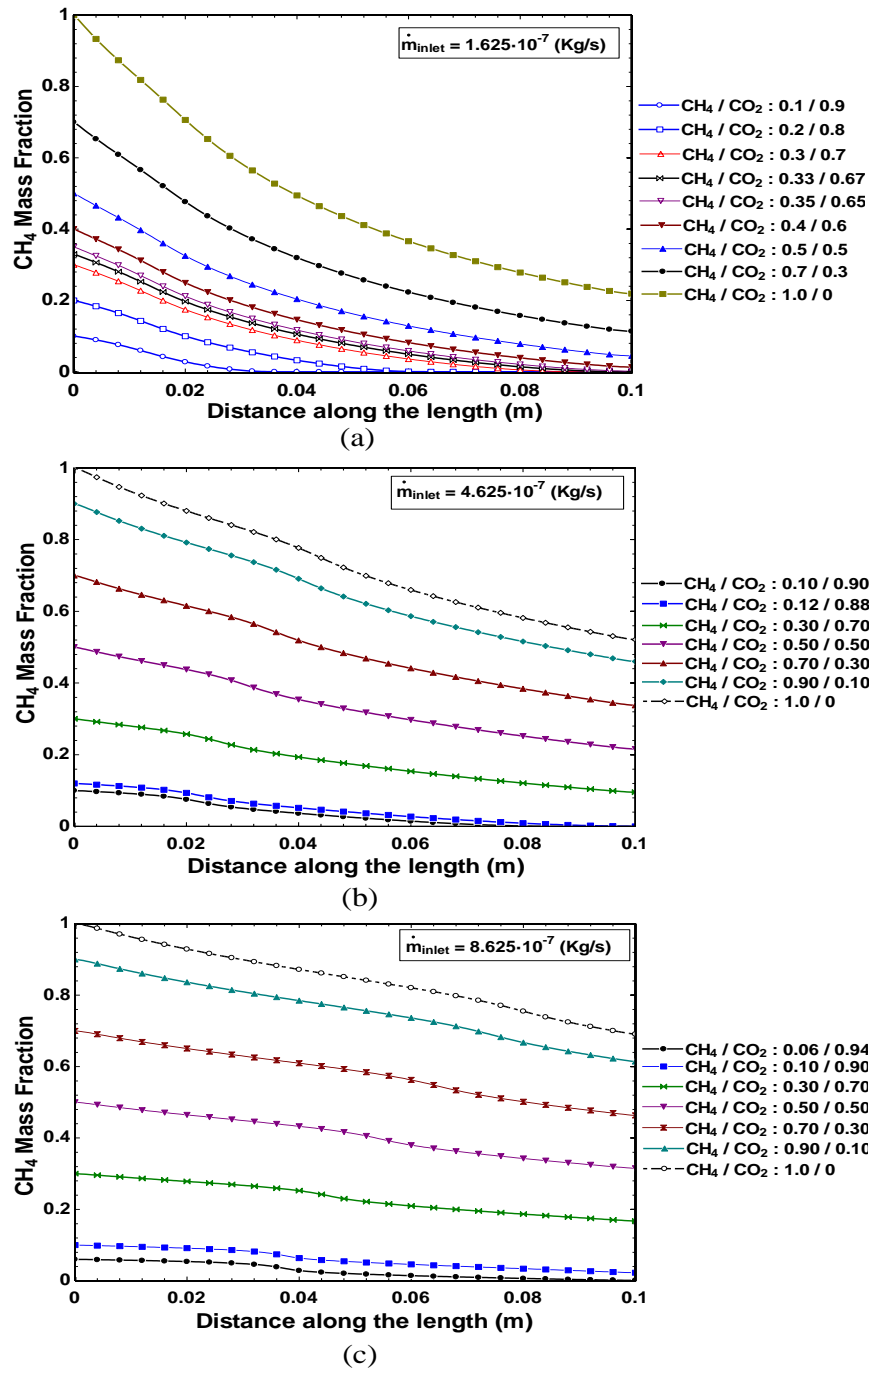 ṁinlet = 1.625·10⁻⁷ (Kg/s)
1
0.8
0.6
0.4
0.2
0
CH₄ Mass Fraction
0 0.02 0.04 0.06 0.08 0.1
Distance along the length (m)
CH₄ / CO₂ : 0.1 / 0.9
CH₄ / CO₂ : 0.2 / 0.8
CH₄ / CO₂ : 0.3 / 0.7
CH₄ / CO₂ : 0.33 / 0.67
CH₄ / CO₂ : 0.35 / 0.65
CH₄ / CO₂ : 0.4 / 0.6
CH₄ / CO₂ : 0.5 / 0.5
CH₄ / CO₂ : 0.7 / 0.3
CH₄ / CO₂ : 1.0 / 0
(a)
ṁinlet = 4.625·10⁻⁷ (Kg/s)
1
0.8
0.6
0.4
0.2
0
CH₄ Mass Fraction
0 0.02 0.04 0.06 0.08 0.1
Distance along the length (m)
CH₄ / CO₂ : 0.10 / 0.90
CH₄ / CO₂ : 0.12 / 0.88
CH₄ / CO₂ : 0.30 / 0.70
CH₄ / CO₂ : 0.50 / 0.50
CH₄ / CO₂ : 0.70 / 0.30
CH₄ / CO₂ : 0.90 / 0.10
CH₄ / CO₂ : 1.0 / 0
(b)
ṁinlet = 8.625·10⁻⁷ (Kg/s)
1
0.8
0.6
0.4
0.2
0
CH₄ Mass Fraction
0 0.02 0.04 0.06 0.08 0.1
Distance along the length (m)
CH₄ / CO₂ : 0.06 / 0.94
CH₄ / CO₂ : 0.10 / 0.90
CH₄ / CO₂ : 0.30 / 0.70
CH₄ / CO₂ : 0.50 / 0.50
CH₄ / CO₂ : 0.70 / 0.30
CH₄ / CO₂ : 0.90 / 0.10
CH₄ / CO₂ : 1.0 / 0
(c)